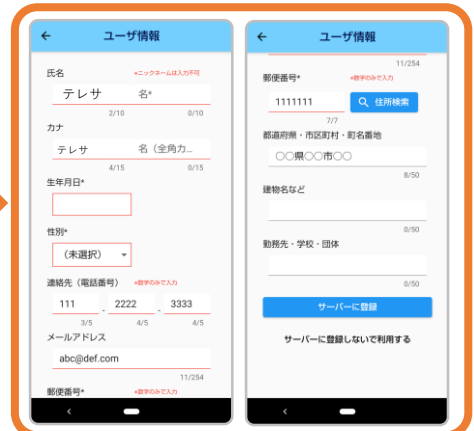 ユーザ情報
氏名 *ニックネームは入力不可
テレサ 名*
2/10 0/10
カナ
テレサ 名（全角カ...
4/15 0/15
生年月日*
性別*
（未選択）
連絡先（電話番号） *数字のみで入力
111 - 2222 - 3333
3/5 4/5 4/5
メールアドレス
abc@def.com
11/254
郵便番号* *数字のみで入力
ユーザ情報
11/254
郵便番号* *数字のみで入力
1111111 住所検索
7/7
都道府県・市区町村・町名番地
○○県○○市○○
8/50
建物名など
0/50
勤務先・学校・団体
0/50
サーバーに登録
サーバーに登録しないで利用する